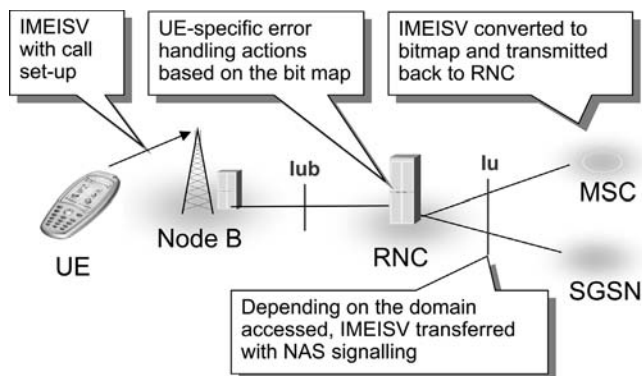 IMEISV
with call
set-up
UE-specific error
handling actions
based on the bit map
IMEISV converted to
bitmap and transmitted
back to RNC
Iub
Iu
MSC
Node B
RNC
UE
SGSN
Depending on the domain
accessed, IMEISV transferred
with NAS signalling